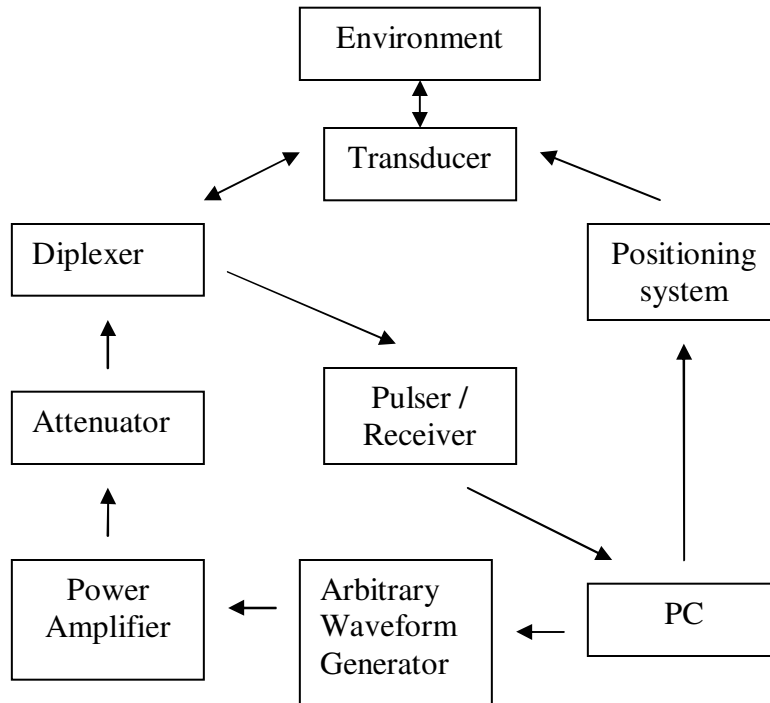 Environment
Transducer
Diplexer
Positioning
system
Attenuator
Pulser /
Receiver
Power
Amplifier
Arbitrary
Waveform
Generator
PC